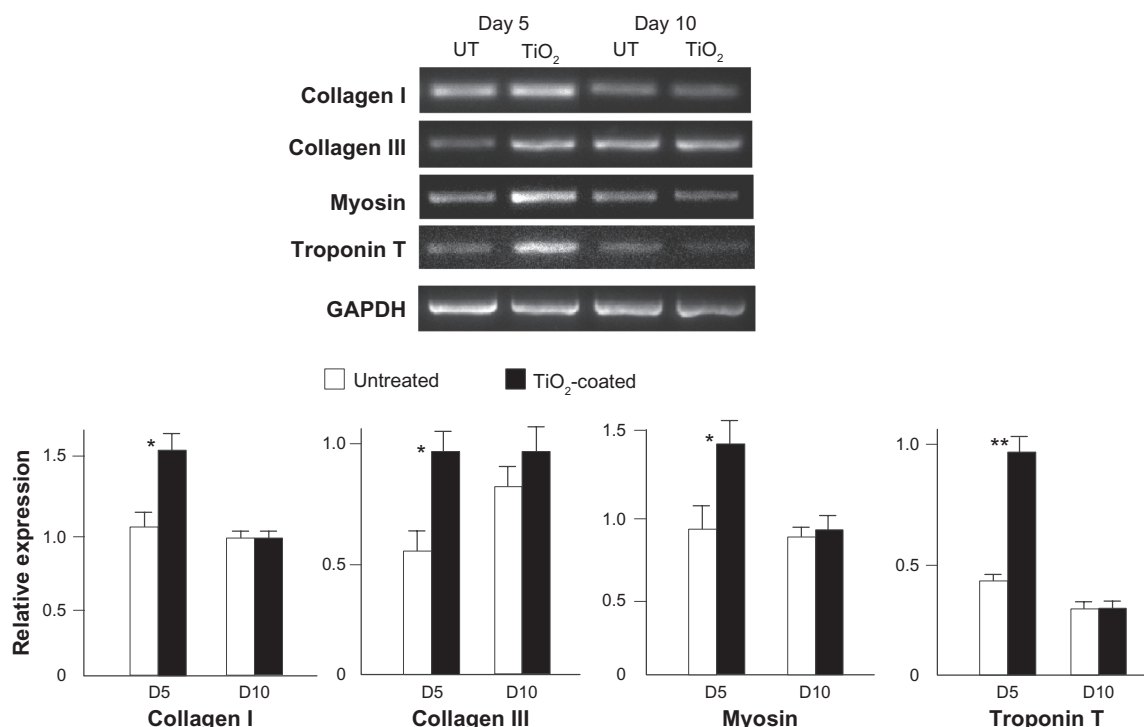 Day 5 Day 10
UT TiO₂ UT TiO₂
Collagen I
Collagen III
Myosin
Troponin T
GAPDH
Untreated TiO₂-coated
Relative expression
1.5
1.0
0.5
0
*
D5 D10
Collagen I
1.0
0.5
0
*
D5 D10
Collagen III
1.5
1.0
0.5
0
*
D5 D10
Myosin
1.0
0.5
0
**
D5 D10
Troponin T